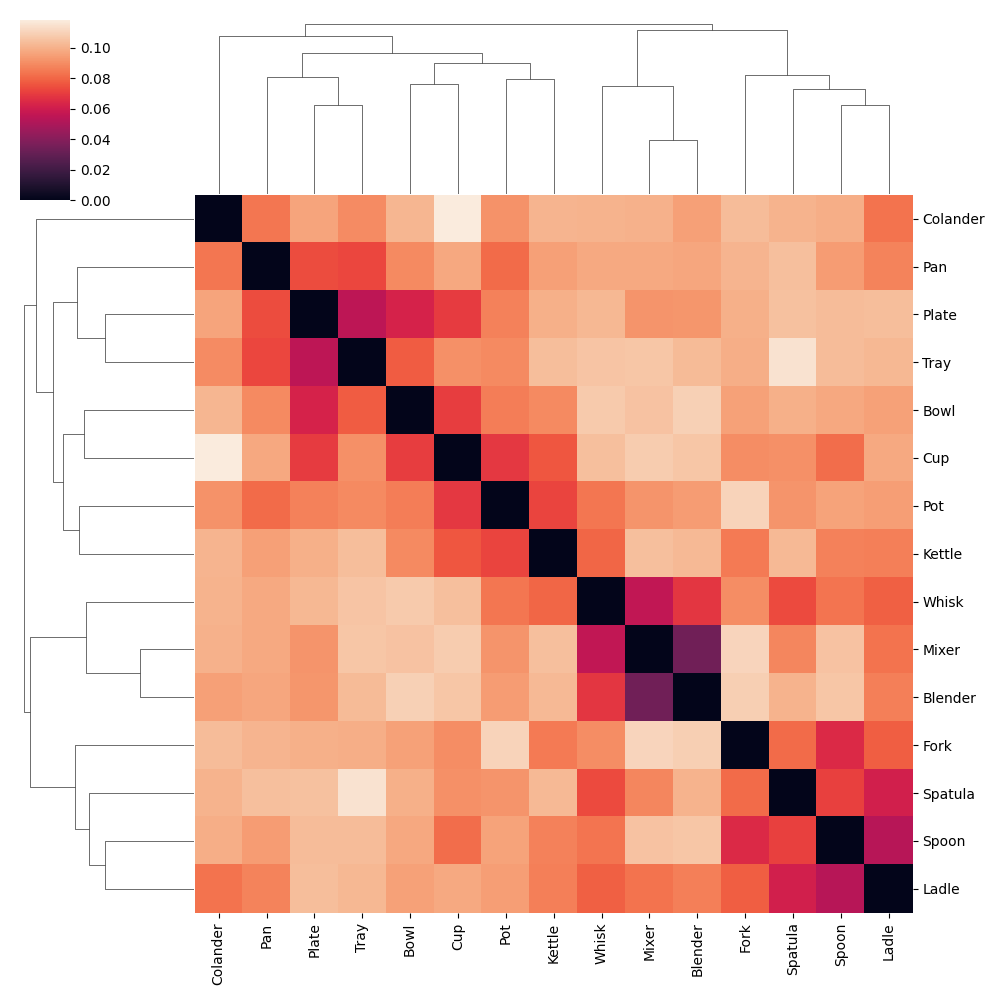 0.10
0.08
0.06
0.04
0.02
0.00
Colander
Pan
Plate
Tray
Bowl
Cup
Pot
Kettle
Whisk
Mixer
Blender
Fork
Spatula
Spoon
Ladle
Colander
Pan
Plate
Tray
Bowl
Cup
Pot
Kettle
Whisk
Mixer
Blender
Fork
Spatula
Spoon
Ladle